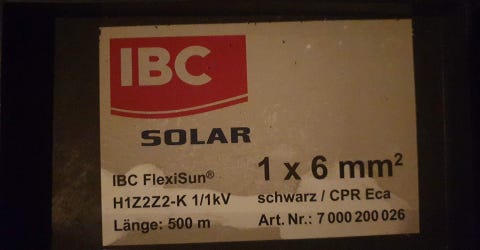 IBC
SOLAR
IBC FlexiSun® 1 x 6 mm²
H1Z2Z2-K 1/1kV schwarz / CPR Eca
Länge: 500 m Art. Nr.: 7 000 200 026